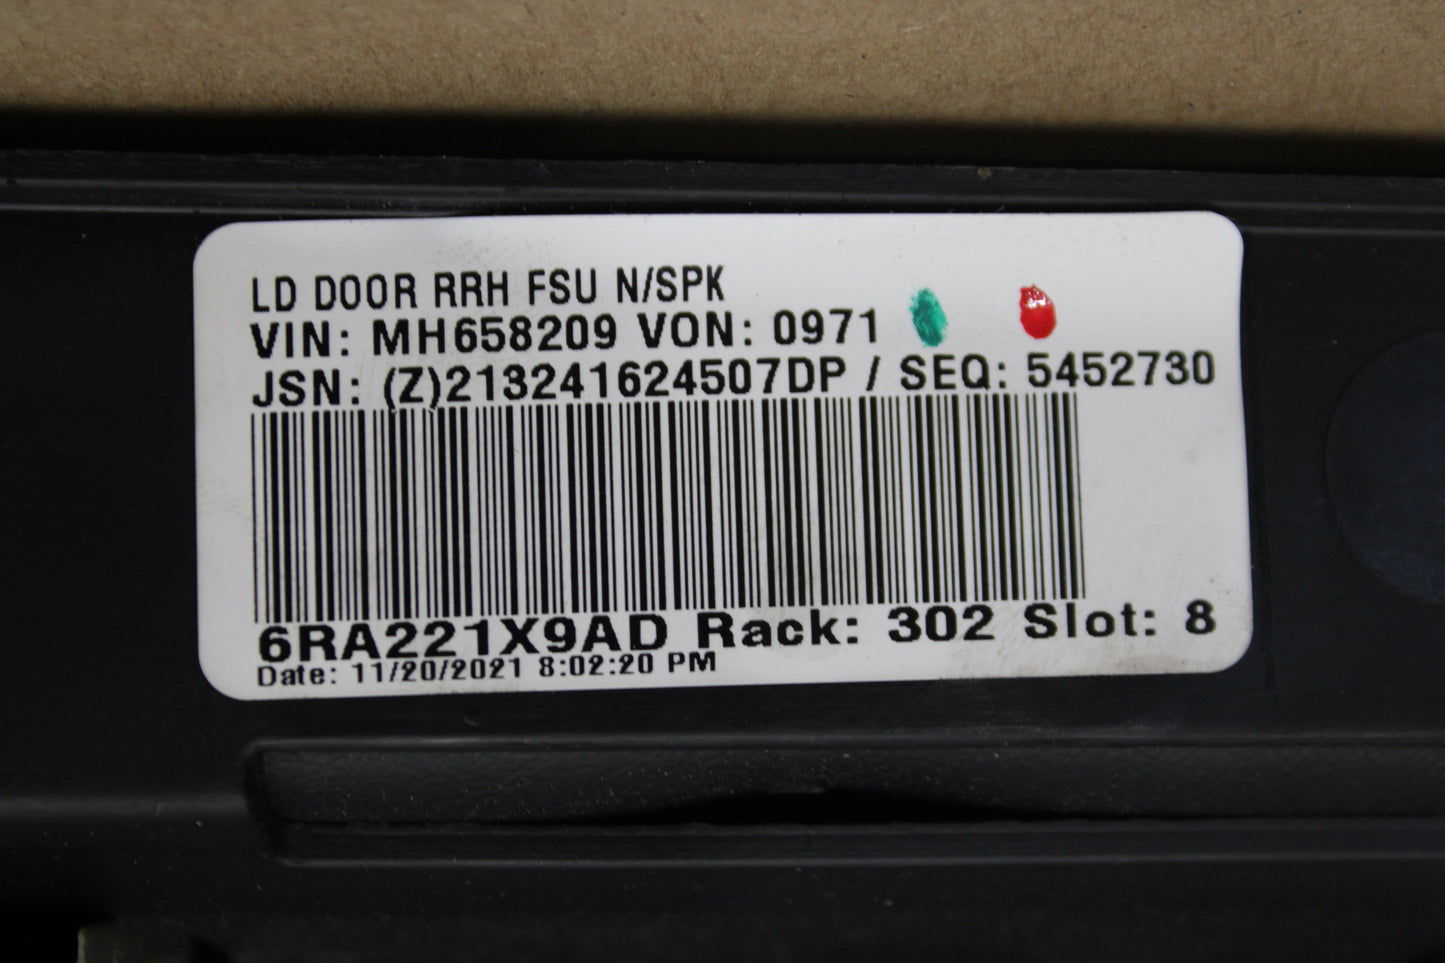 LD DOOR RRH FSU N/SPK
VIN: MH658209 VON: 0971
JSN: (Z)213241624507DP / SEQ: 5452730
6RA221X9AD Rack: 302 Slot: 8
Date: 11/20/2021 8:02:20 PM